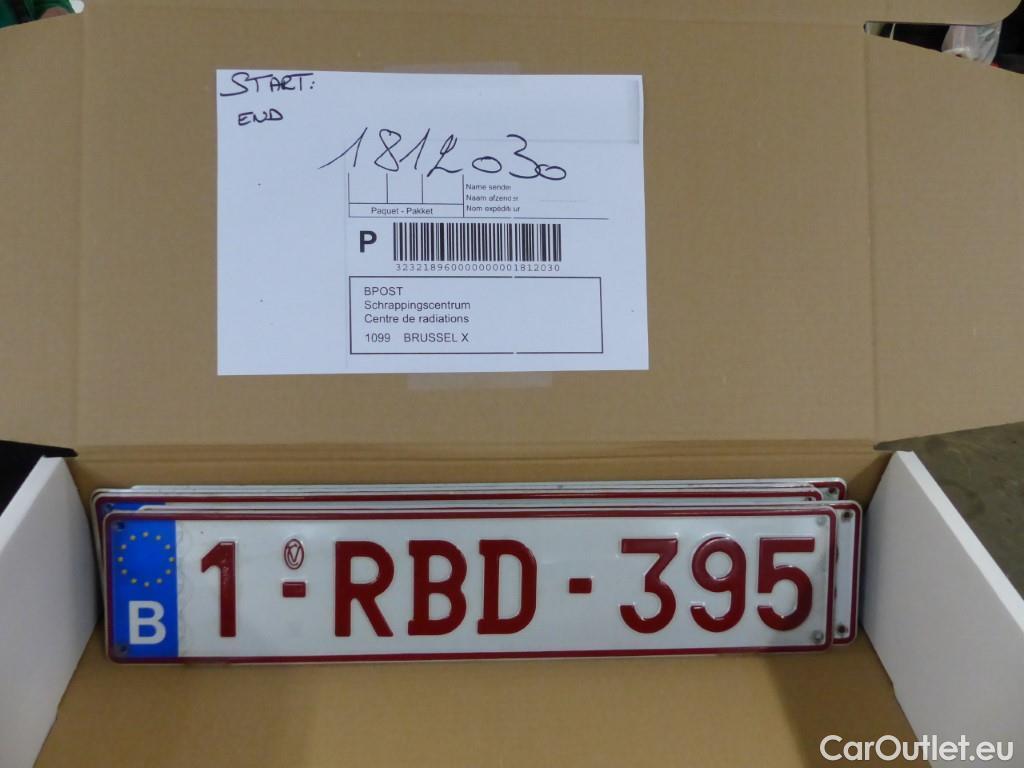 START:
END
1812030
Name sender
Naam afzender
Nom expéditeur
Paquet - Pakket
P
3232189600000000001812030
BPOST
Schrappingscentrum
Centre de radiations
1099 BRUSSEL X
B 1-RBD-395
CarOutlet.eu